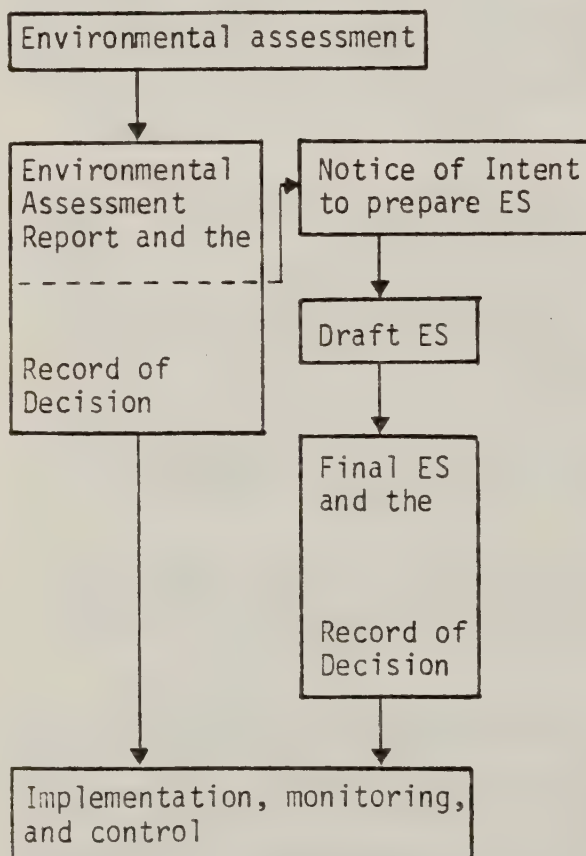 Environmental assessment
Environmental
Assessment
Report and the
Record of
Decision
Notice of Intent
to prepare ES
Draft ES
Final ES
and the
Record of
Decision
Implementation, monitoring,
and control